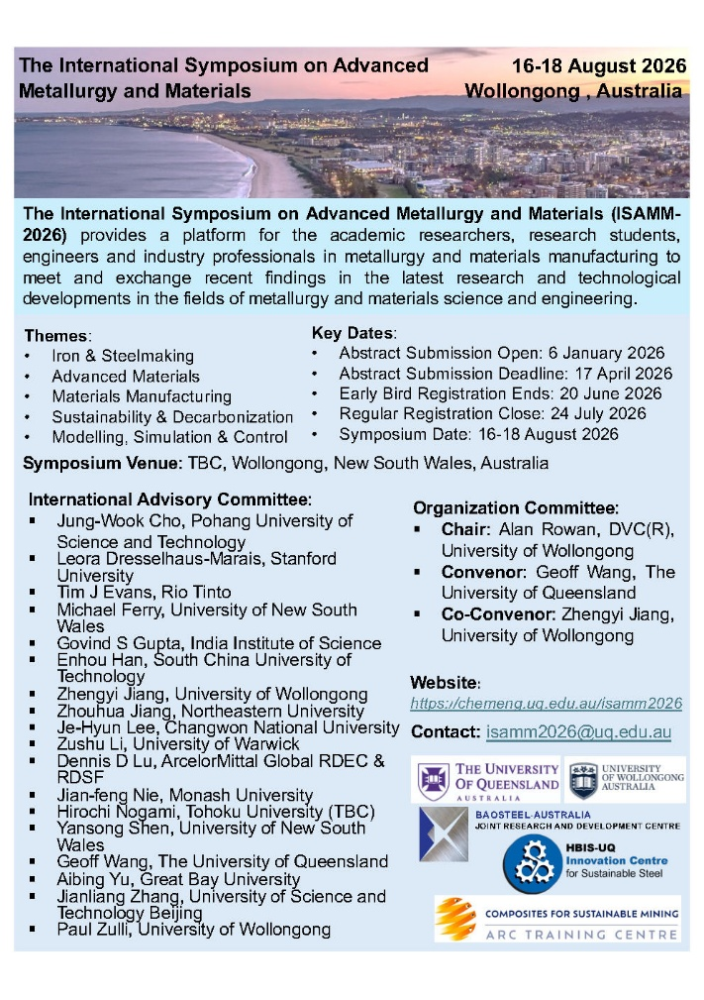 The International Symposium on Advanced
Metallurgy and Materials
16-18 August 2026
Wollongong , Australia
The International Symposium on Advanced Metallurgy and Materials (ISAMM-
2026) provides a platform for the academic researchers, research students,
engineers and industry professionals in metallurgy and materials manufacturing to
meet and exchange recent findings in the latest research and technological
developments in the fields of metallurgy and materials science and engineering.
Themes:
• Iron & Steelmaking
• Advanced Materials
• Materials Manufacturing
• Sustainability & Decarbonization
• Modelling, Simulation & Control
Key Dates:
• Abstract Submission Open: 6 January 2026
• Abstract Submission Deadline: 17 April 2026
• Early Bird Registration Ends: 20 June 2026
• Regular Registration Close: 24 July 2026
• Symposium Date: 16-18 August 2026
Symposium Venue: TBC, Wollongong, New South Wales, Australia
International Advisory Committee:
▪ Jung-Wook Cho, Pohang University of
Science and Technology
▪ Leora Dresselhaus-Marais, Stanford
University
▪ Tim J Evans, Rio Tinto
▪ Michael Ferry, University of New South
Wales
▪ Govind S Gupta, India Institute of Science
▪ Enhou Han, South China University of
Technology
▪ Zhengyi Jiang, University of Wollongong
▪ Zhouhua Jiang, Northeastern University
▪ Je-Hyun Lee, Changwon National University
▪ Zushu Li, University of Warwick
▪ Dennis D Lu, ArcelorMittal Global RDEC &
RDSF
▪ Jian-feng Nie, Monash University
▪ Hirochi Nogami, Tohoku University (TBC)
▪ Yansong Shen, University of New South
Wales
▪ Geoff Wang, The University of Queensland
▪ Aibing Yu, Great Bay University
▪ Jianliang Zhang, University of Science and
Technology Beijing
▪ Paul Zulli, University of Wollongong
Organization Committee:
▪ Chair: Alan Rowan, DVC(R),
University of Wollongong
▪ Convenor: Geoff Wang, The
University of Queensland
▪ Co-Convenor: Zhengyi Jiang,
University of Wollongong
Website:
https://chemeng.uq.edu.au/isamm2026
Contact: isamm2026@uq.edu.au
THE UNIVERSITY
OF QUEENSLAND
AUSTRALIA
UNIVERSITY
OF WOLLONGONG
AUSTRALIA
BAOSTEEL-AUSTRALIA
JOINT RESEARCH AND DEVELOPMENT CENTRE
HBIS-UQ
Innovation Centre
for Sustainable Steel
COMPOSITES FOR SUSTAINABLE MINING
ARC TRAINING CENTRE